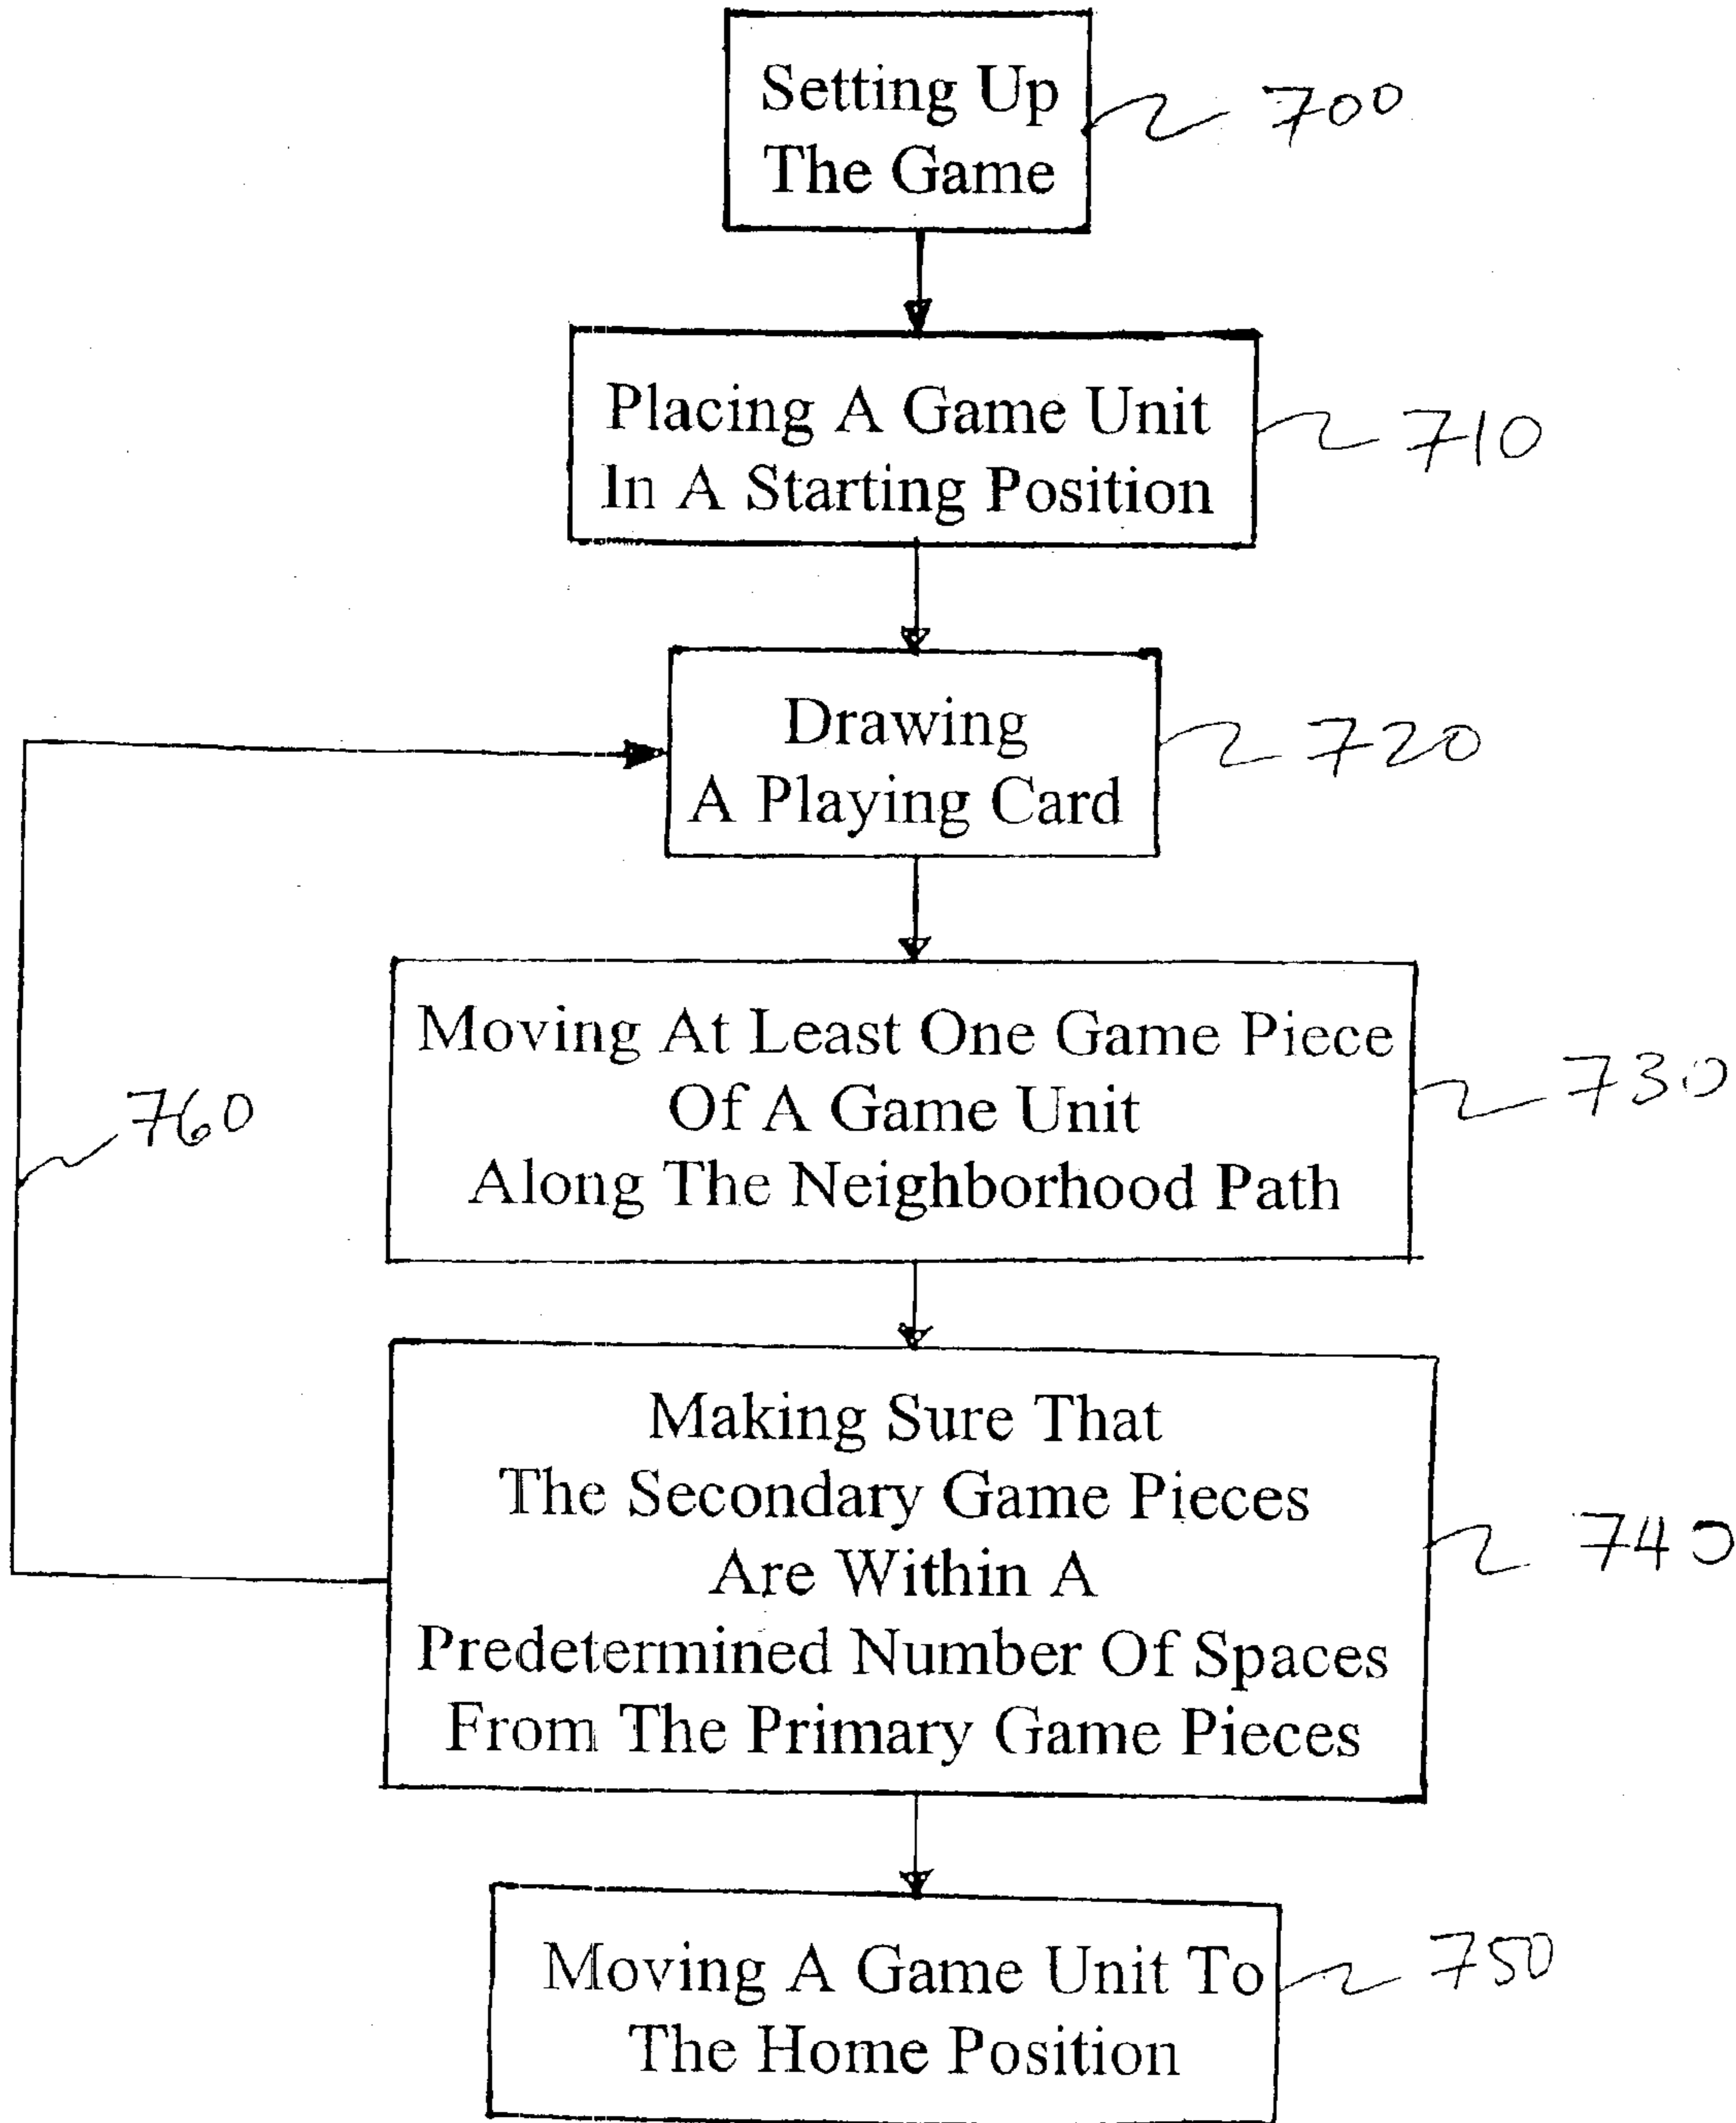 Setting Up
The Game
700
Placing A Game Unit
In A Starting Position
710
Drawing
A Playing Card
720
Moving At Least One Game Piece
Of A Game Unit
Along The Neighborhood Path
730
760
Making Sure That
The Secondary Game Pieces
Are Within A
Predetermined Number Of Spaces
From The Primary Game Pieces
740
Moving A Game Unit To
The Home Position
750